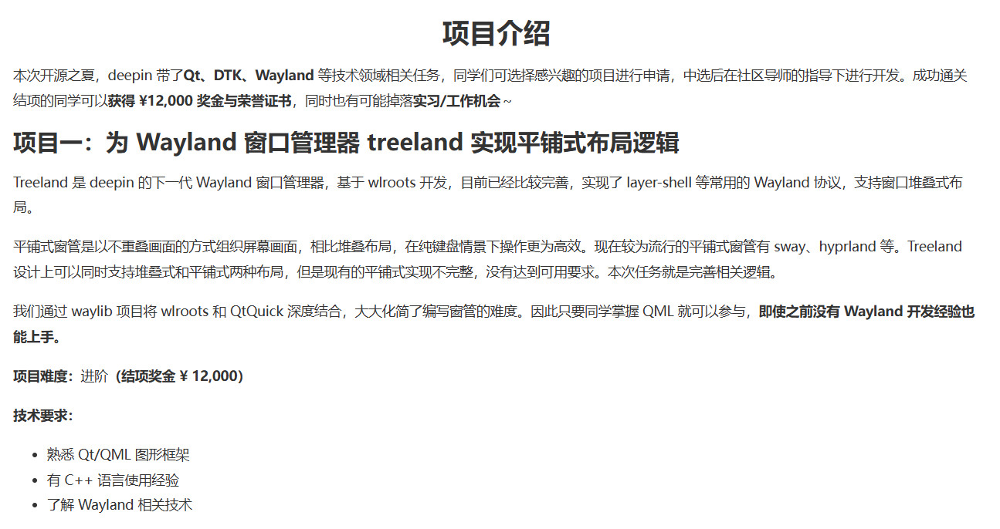 项目介绍
本次开源之夏，deepin 带了Qt、DTK、Wayland 等技术领域相关任务，同学们可选择感兴趣的项目进行申请，中选后在社区导师的指导下进行开发。成功通关
结项的同学可以获得 ¥12,000 奖金与荣誉证书，同时也有可能掉落实习/工作机会 ~
项目一：为 Wayland 窗口管理器 treeland 实现平铺式布局逻辑
Treeland 是 deepin 的下一代 Wayland 窗口管理器，基于 wlroots 开发，目前已经比较完善，实现了 layer-shell 等常用的 Wayland 协议，支持窗口堆叠式布
局。
平铺式窗管是以不重叠画面的方式组织屏幕画面，相比堆叠布局，在纯键盘情景下操作更为高效。现在较为流行的平铺式窗管有 sway、hyprland 等。Treeland
设计上可以同时支持堆叠式和平铺式两种布局，但是现有的平铺式实现不完整，没有达到可用要求。本次任务就是完善相关逻辑。
我们通过 waylib 项目将 wlroots 和 QtQuick 深度结合，大大化简了编写窗管的难度。因此只要同学掌握 QML 就可以参与，即使之前没有 Wayland 开发经验也
能上手。
项目难度：进阶（结项奖金 ¥ 12,000）
技术要求：
• 熟悉 Qt/QML 图形框架
• 有 C++ 语言使用经验
• 了解 Wayland 相关技术